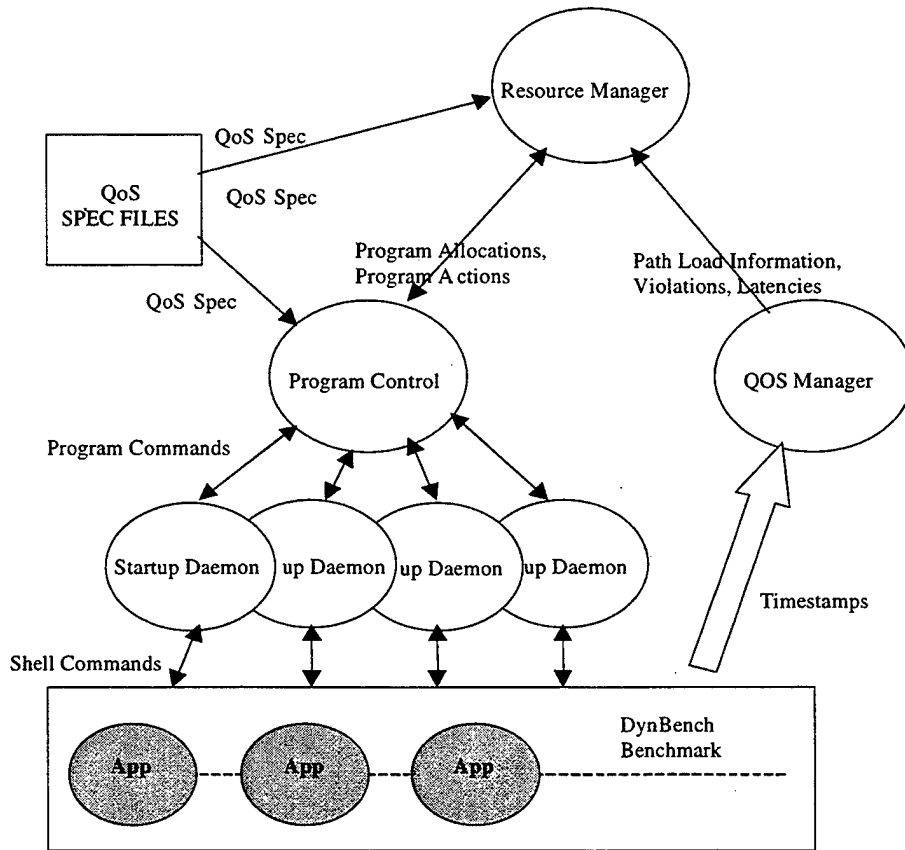 Resource Manager
QoS Spec
QoS
SPEC FILES
QoS Spec
Program Allocations,
Program Actions
Path Load Information,
Violations, Latencies
QoS Spec
Program Control
QOS Manager
Program Commands
Startup Daemon
up Daemon
up Daemon
up Daemon
Timestamps
Shell Commands
DynBench
Benchmark
App
App
App